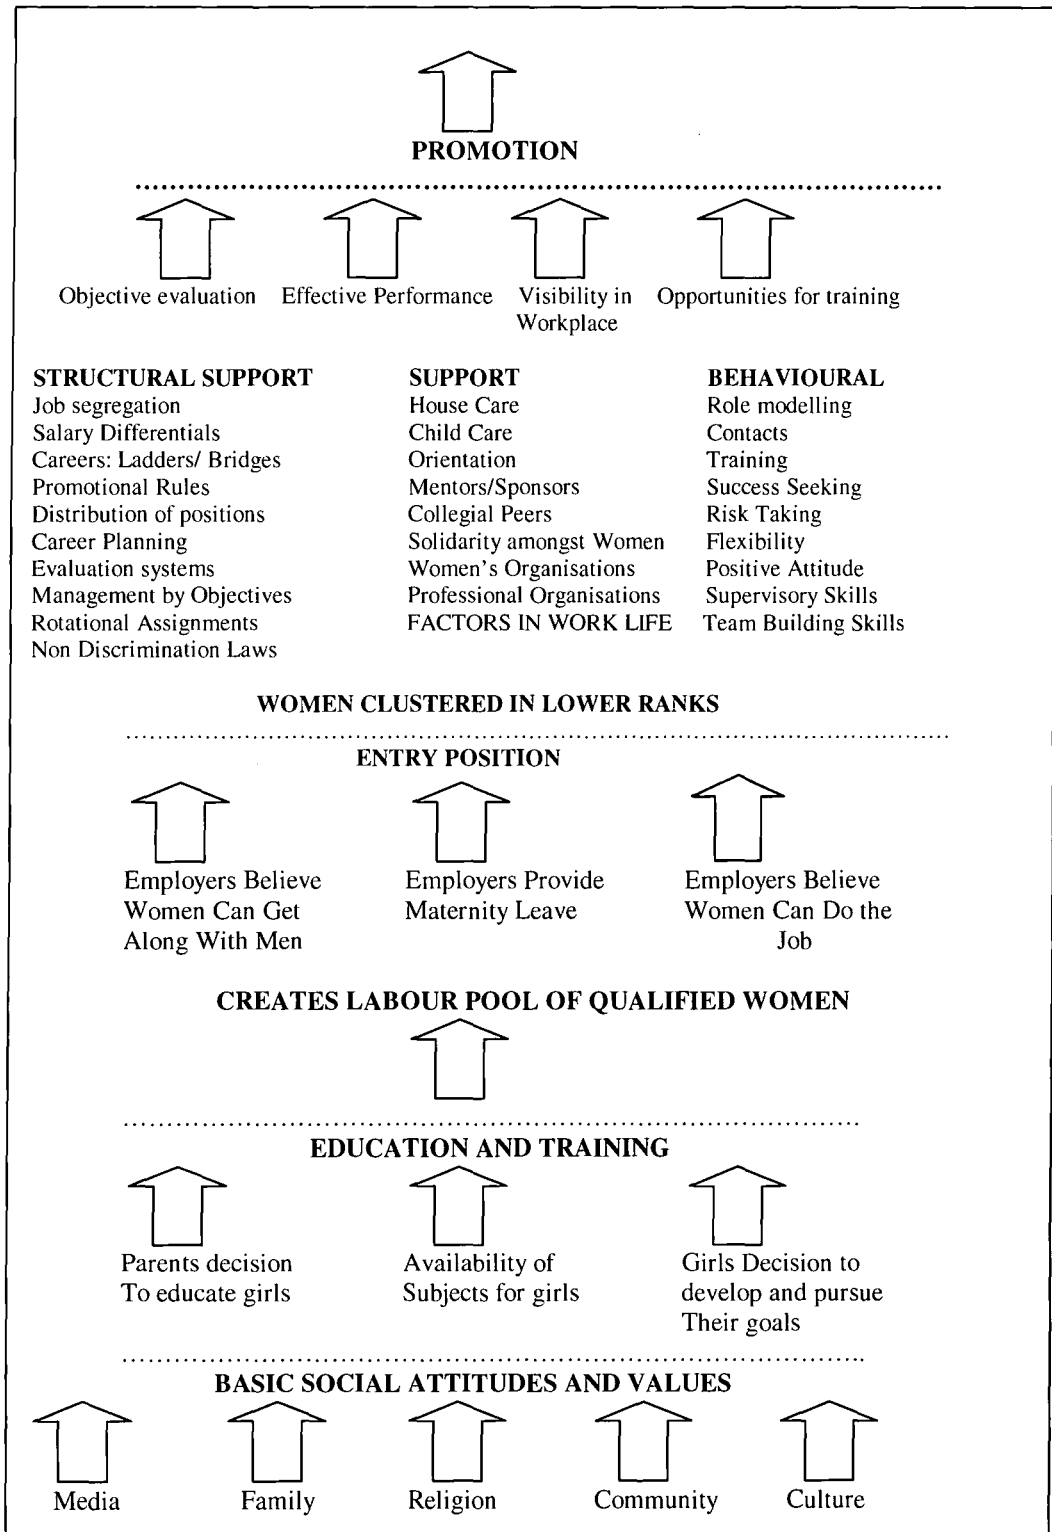 PROMOTION
Objective evaluation
Effective Performance
Visibility in
Workplace
Opportunities for training
STRUCTURAL SUPPORT
Job segregation
Salary Differentials
Careers: Ladders/ Bridges
Promotional Rules
Distribution of positions
Career Planning
Evaluation systems
Management by Objectives
Rotational Assignments
Non Discrimination Laws
SUPPORT
House Care
Child Care
Orientation
Mentors/Sponsors
Collegial Peers
Solidarity amongst Women
Women's Organisations
Professional Organisations
FACTORS IN WORK LIFE
BEHAVIOURAL
Role modelling
Contacts
Training
Success Seeking
Risk Taking
Flexibility
Positive Attitude
Supervisory Skills
Team Building Skills
WOMEN CLUSTERED IN LOWER RANKS
ENTRY POSITION
Employers Believe
Women Can Get
Along With Men
Employers Provide
Maternity Leave
Employers Believe
Women Can Do the
Job
CREATES LABOUR POOL OF QUALIFIED WOMEN
EDUCATION AND TRAINING
Parents decision
To educate girls
Availability of
Subjects for girls
Girls Decision to
develop and pursue
Their goals
BASIC SOCIAL ATTITUDES AND VALUES
Media
Family
Religion
Community
Culture